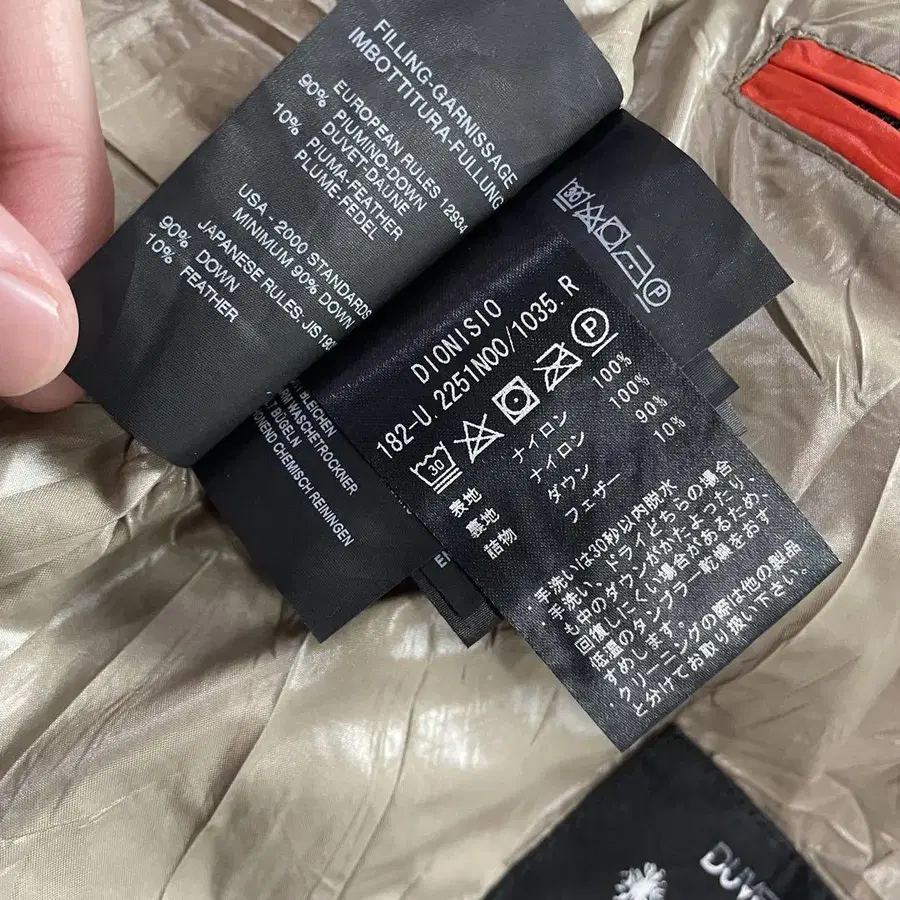 FILLING-GARNISSAGE
IMBOTTITURA-FULLUNG
EUROPEAN RULES 12934
90% PIUMINO-DOWN
DUVET-DAUNE
10% PIUMA-FEATHER
PLUME-FEDEL
USA - 2000 STANDARDS
MINIMUM 90% DOWN
JAPANESE RULES, JIS 190
90% DOWN
10% FEATHER
BLEICHEN
WASCHETROCKNER
BÜGELN
CHEMISCH REINIGEN
30
DIONISIO
182-U.2251N00/1035.R
30 P
表地 ナイロン 100%
裏地 ナイロン 100%
詰物 ダウン 90%
フェザー 10%
・手洗いは30秒以内脱水
・手洗い、ドライどちらの場合
も中のダウンがかたよったり、
回復しにくい場合があるため、
低温のタンブラー乾燥をおす
すめします。
・クリーニングの際は他の製品
と分けてお取り扱い下さい。
DUVE